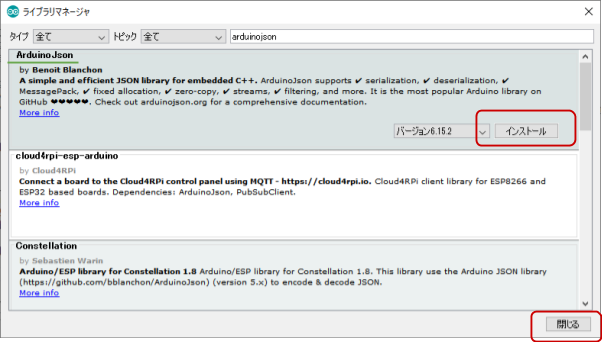 ライブラリマネージャ
タイプ 全て トピック 全て arduinojson
ArduinoJson
by Benoit Blanchon
A simple and efficient JSON library for embedded C++. ArduinoJson supports ✔ serialization, ✔ deserialization, ✔
MessagePack, ✔ fixed allocation, ✔ zero-copy, ✔ streams, ✔ filtering, and more. It is the most popular Arduino library on
GitHub ❤❤❤❤❤. Check out arduinojson.org for a comprehensive documentation.
More info
バージョン6.15.2 インストール
cloud4rpi-esp-arduino
by Cloud4RPi
Connect a board to the Cloud4RPi control panel using MQTT - https://cloud4rpi.io. Cloud4RPi client library for ESP8266 and
ESP32 based boards. Dependencies: ArduinoJson, PubSubClient.
More info
Constellation
by Sebastien Warin
Arduino/ESP library for Constellation 1.8 Arduino/ESP library for Constellation 1.8. This library use the Arduino JSON library
(https://github.com/bblanchon/ArduinoJson) (version 5.x) to encode & decode JSON.
More info
閉じる